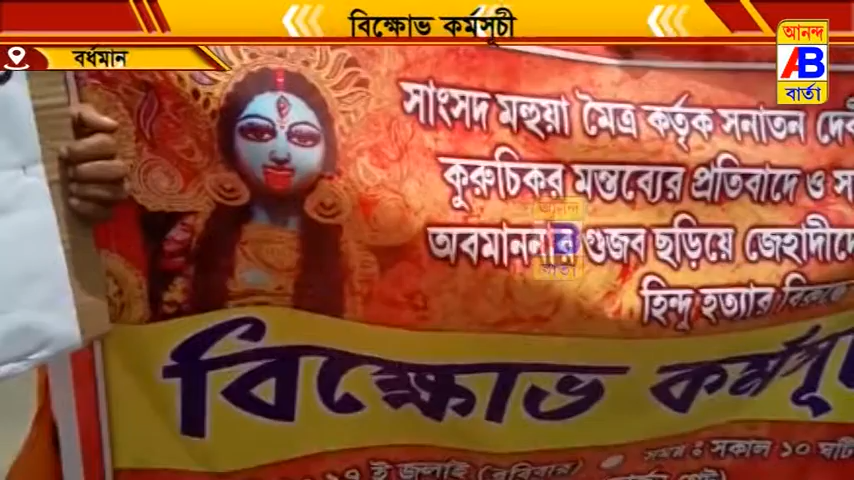 বিক্ষোভ কর্মসূচী
বর্ধমান
আনন্দ
AB
বার্তা
সাংসদ মহুয়া মৈত্র কর্তৃক সনাতন
কুরুচিকর মন্তব্যের প্রতিবাদে ও
অবমাননার গুজব ছড়িয়ে জেহাদীদে
হিন্দু হত্যার বিরুদ্ধে
বিক্ষোভ কর্মসূ
১৭ ই জুলাই (রবিবার)
সময় : সকাল ১০